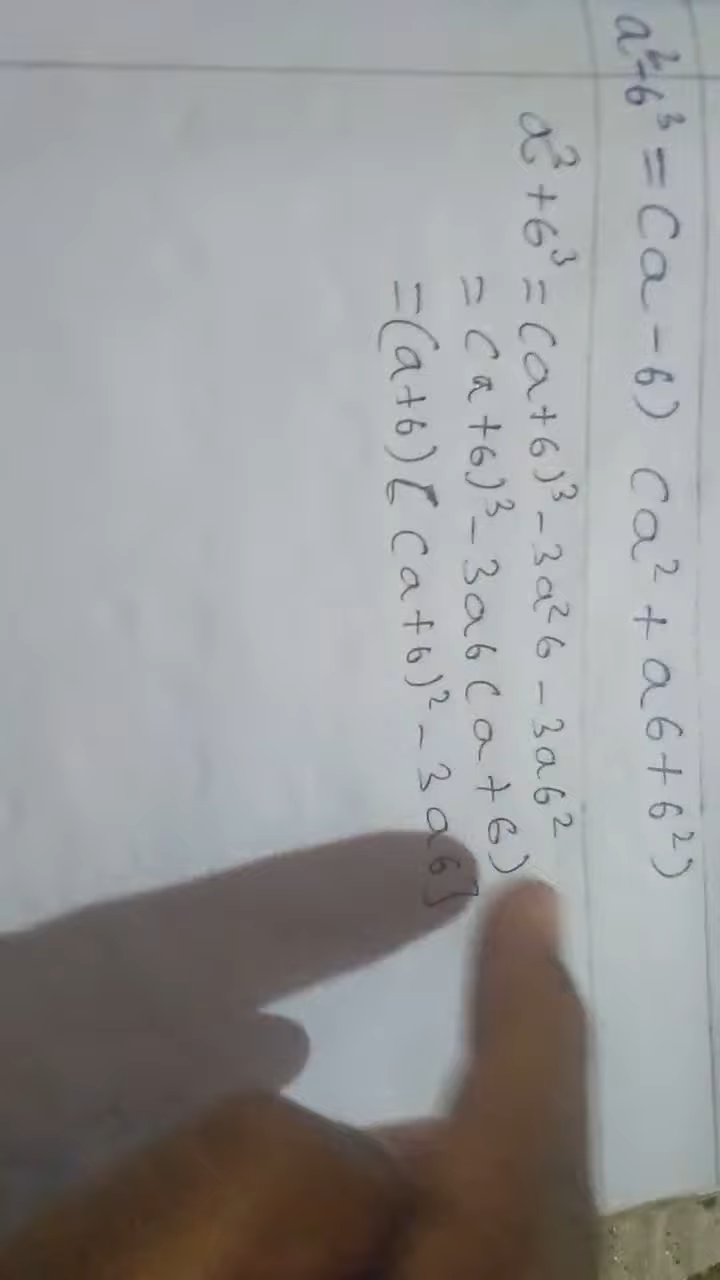 a³-b³ = (a-b) (a² + ab + b²)
a³ + b³ = (a+b)³ - 3a²b - 3ab²
= (a+b)³ - 3ab(a+b)
= (a+b)[(a+b)² - 3ab]